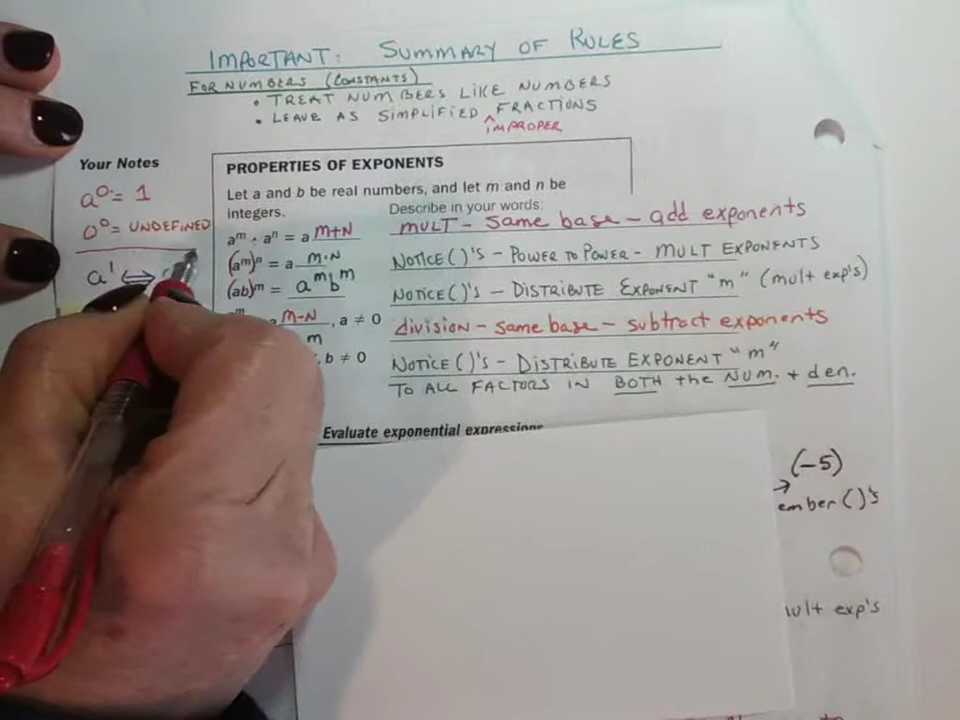 IMPORTANT: SUMMARY OF RULES
FOR NUMBERS (CONSTANTS)
• TREAT NUMBERS LIKE NUMBERS
• LEAVE AS SIMPLIFIED ^ FRACTIONS
IMPROPER
Your Notes
a⁰ = 1
0⁰ = UNDEFINED
a¹ ⟺
PROPERTIES OF EXPONENTS
Let a and b be real numbers, and let m and n be
integers.
Describe in your words:
aᵐ · aⁿ = a m+n MULT - same base - add exponents
(aᵐ)ⁿ = a m·n NOTICE ( )'s - POWER TO POWER - MULT EXPONENTS
(ab)ᵐ = aᵐbᵐ NOTICE ( )'s - DISTRIBUTE EXPONENT "m" (mult exp's)
m-n , a ≠ 0 division - same base - subtract exponents
m , b ≠ 0 NOTICE ( )'s - DISTRIBUTE EXPONENT "m"
TO ALL FACTORS IN BOTH the NUM. + den.
Evaluate exponential expressions
(-5)
→
ember ( )'s
ult exp's